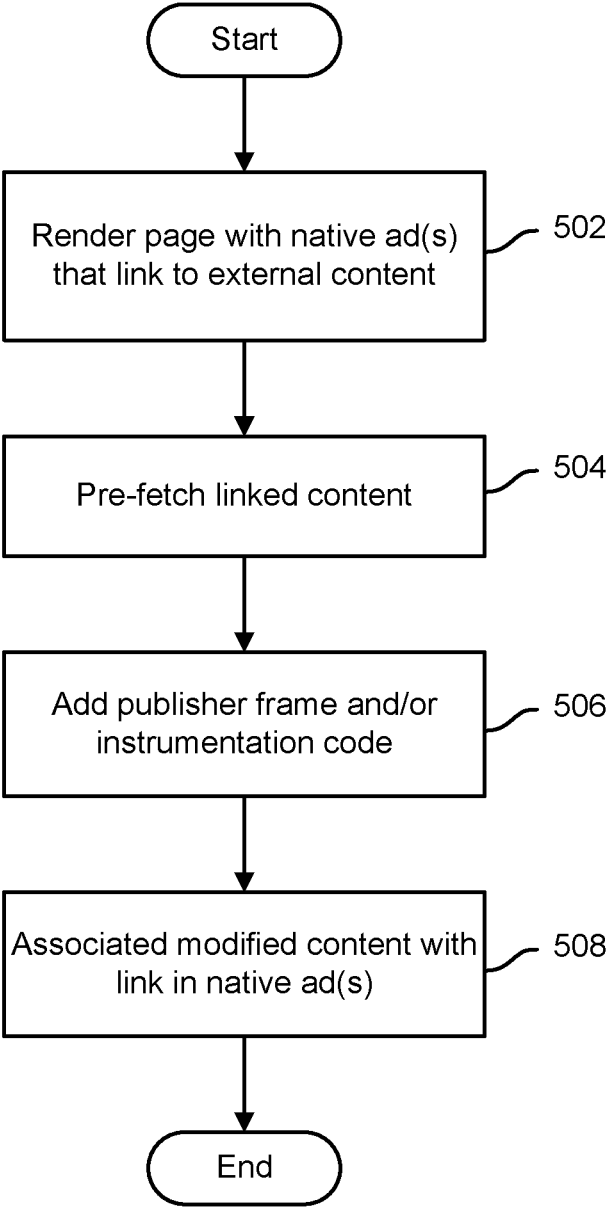 Start
Render page with native ad(s)
that link to external content
502
Pre-fetch linked content
504
Add publisher frame and/or
instrumentation code
506
Associated modified content with
link in native ad(s)
508
End